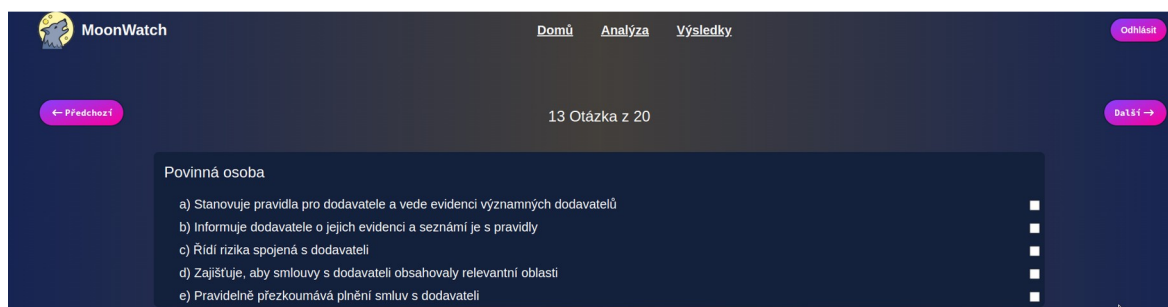 MoonWatch
Domů Analýza Výsledky
Odhlásit
← Předchozí
13 Otázka z 20
Další →
Povinná osoba
a) Stanovuje pravidla pro dodavatele a vede evidenci významných dodavatelů
b) Informuje dodavatele o jejich evidenci a seznámí je s pravidly
c) Řídí rizika spojená s dodavateli
d) Zajišťuje, aby smlouvy s dodavateli obsahovaly relevantní oblasti
e) Pravidelně přezkoumává plnění smluv s dodavateli